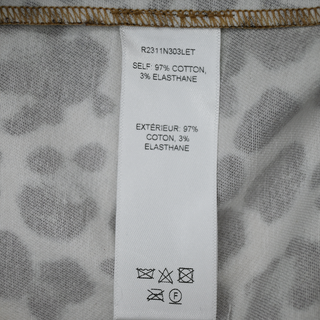 R2311N303LET
SELF: 97% COTTON,
3% ELASTHANE
EXTÉRIEUR: 97%
COTON, 3%
ELASTHANE
F